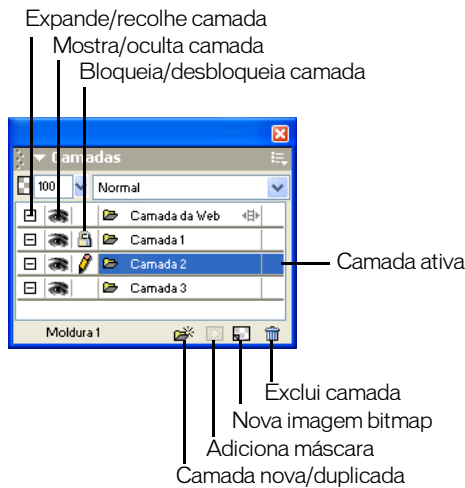 Expande/recolhe camada
Mostra/oculta camada
Bloqueia/desbloqueia camada
Camadas
100 Normal
Camada da Web
Camada 1
Camada 2
Camada ativa
Camada 3
Moldura 1
Exclui camada
Nova imagem bitmap
Adiciona máscara
Camada nova/duplicada